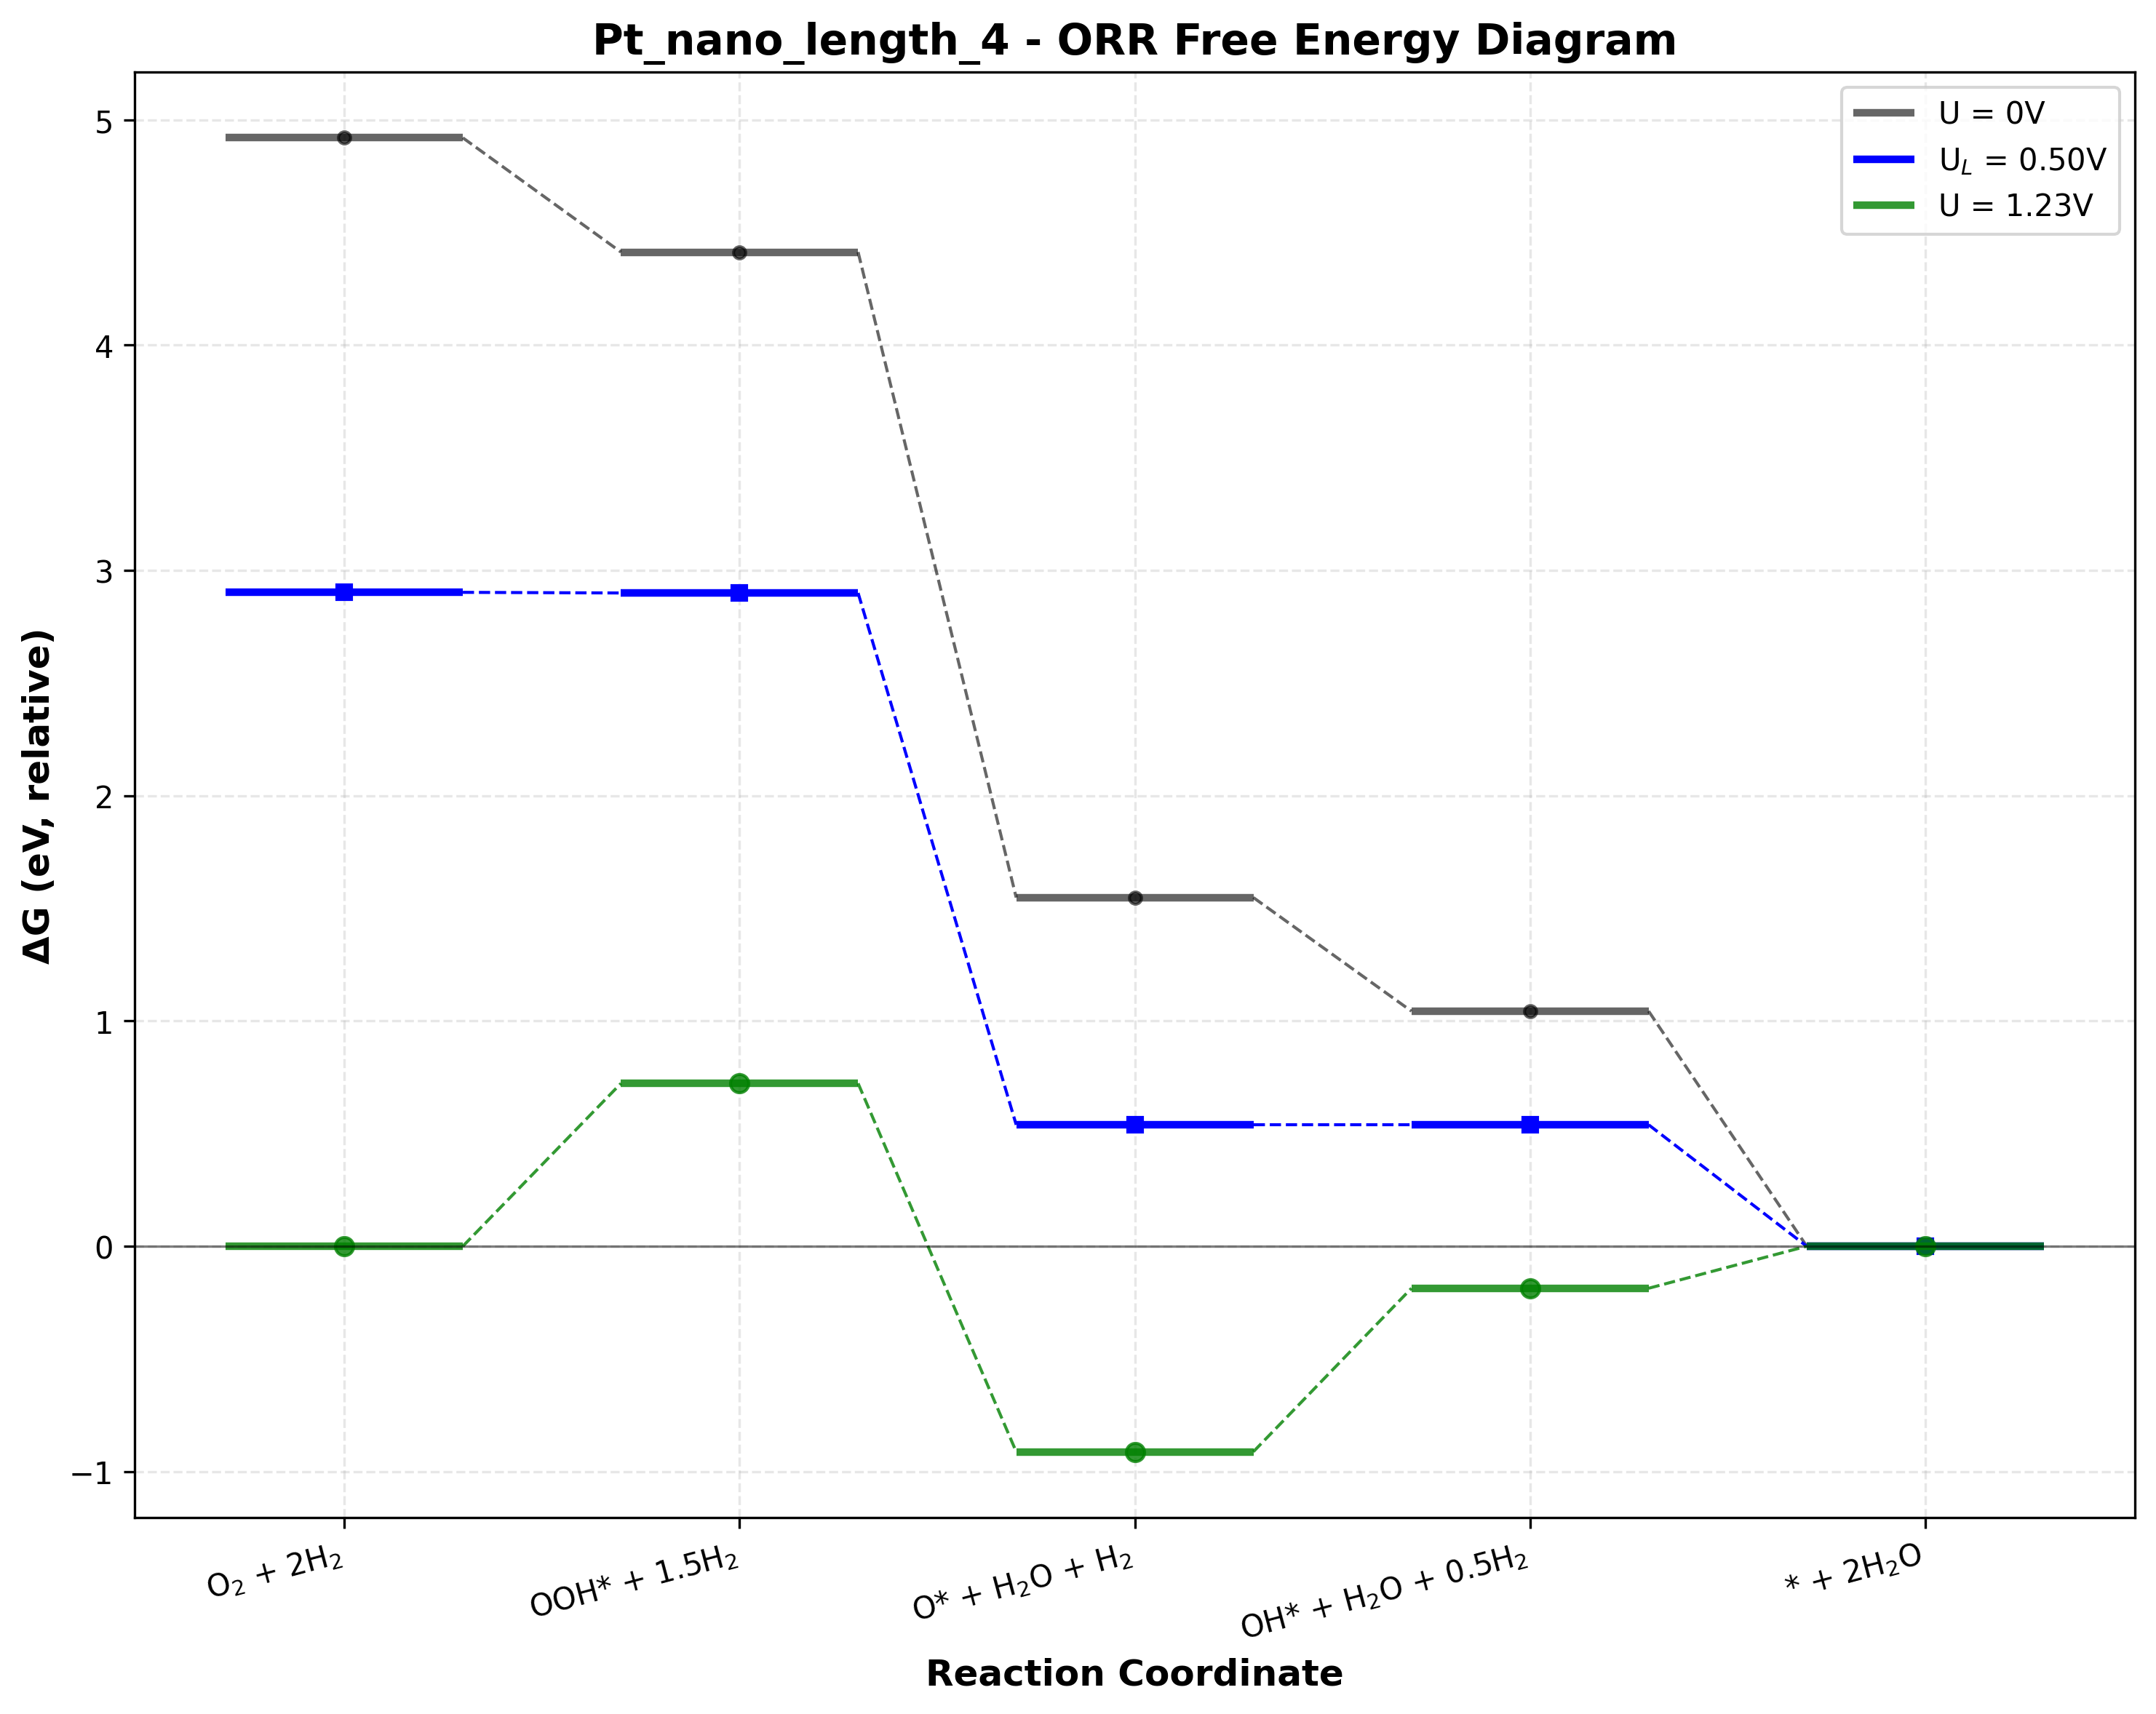 Pt_nano_length_4 - ORR Free Energy Diagram
U = 0V
U_L = 0.50V
U = 1.23V
ΔG (eV, relative)
5
4
3
2
1
0
−1
O₂ + 2H₂
OOH* + 1.5H₂
O* + H₂O + H₂
OH* + H₂O + 0.5H₂
* + 2H₂O
Reaction Coordinate